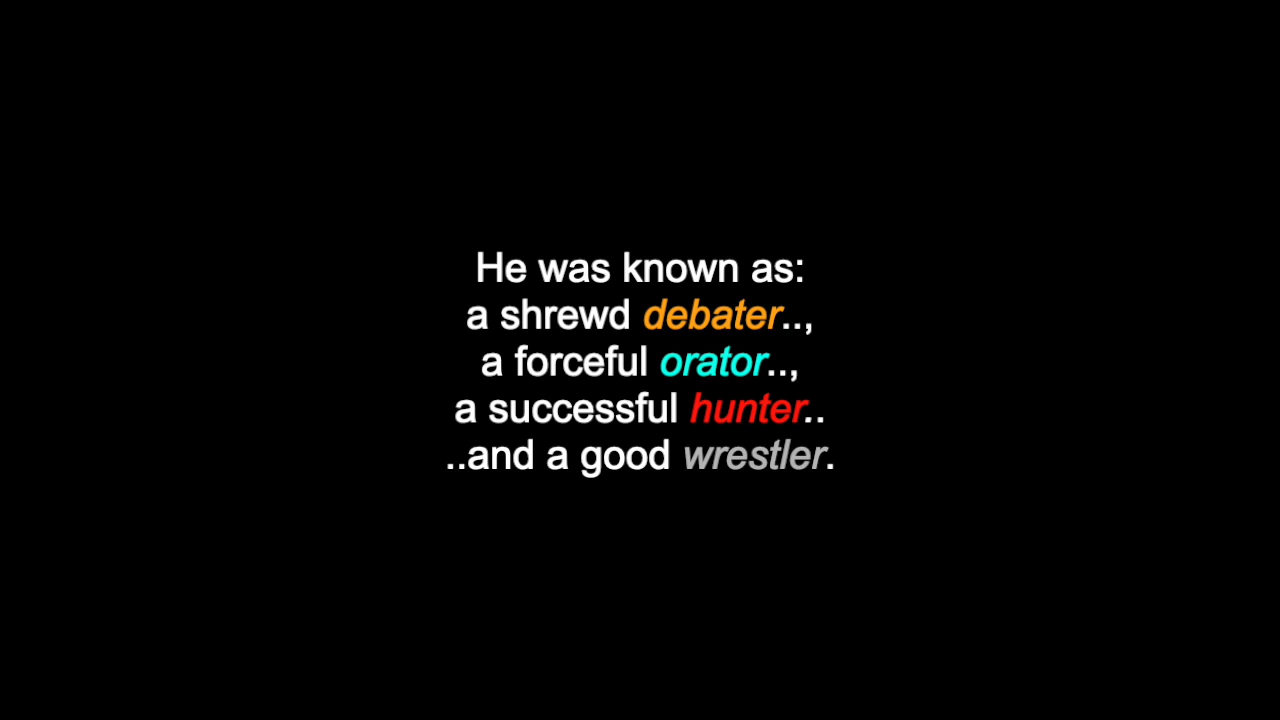 He was known as:
a shrewd debater..,
a forceful orator..,
a successful hunter..
..and a good wrestler.